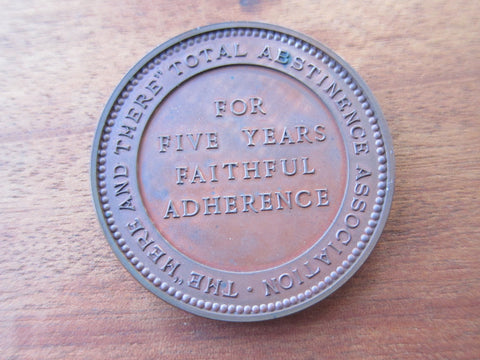 THE "HERE AND THERE" TOTAL ABSTINENCE ASSOCIATION ·
FOR
FIVE YEARS
FAITHFUL
ADHERENCE